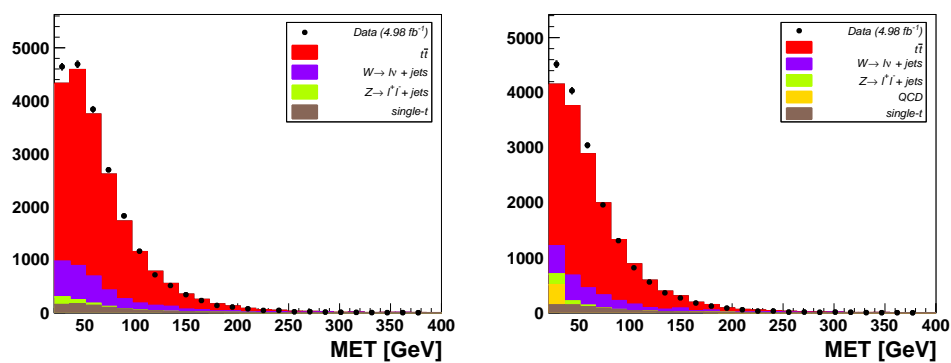 5000
4000
3000
2000
1000
0
50 100 150 200 250 300 350 400
MET [GeV]
Data (4.98 fb⁻¹)
tt̄
W→ lν + jets
Z→ l⁺l⁻+ jets
single-t
5000
4000
3000
2000
1000
0
50 100 150 200 250 300 350 400
MET [GeV]
Data (4.98 fb⁻¹)
tt̄
W→ lν + jets
Z→ l⁺l⁻+ jets
QCD
single-t